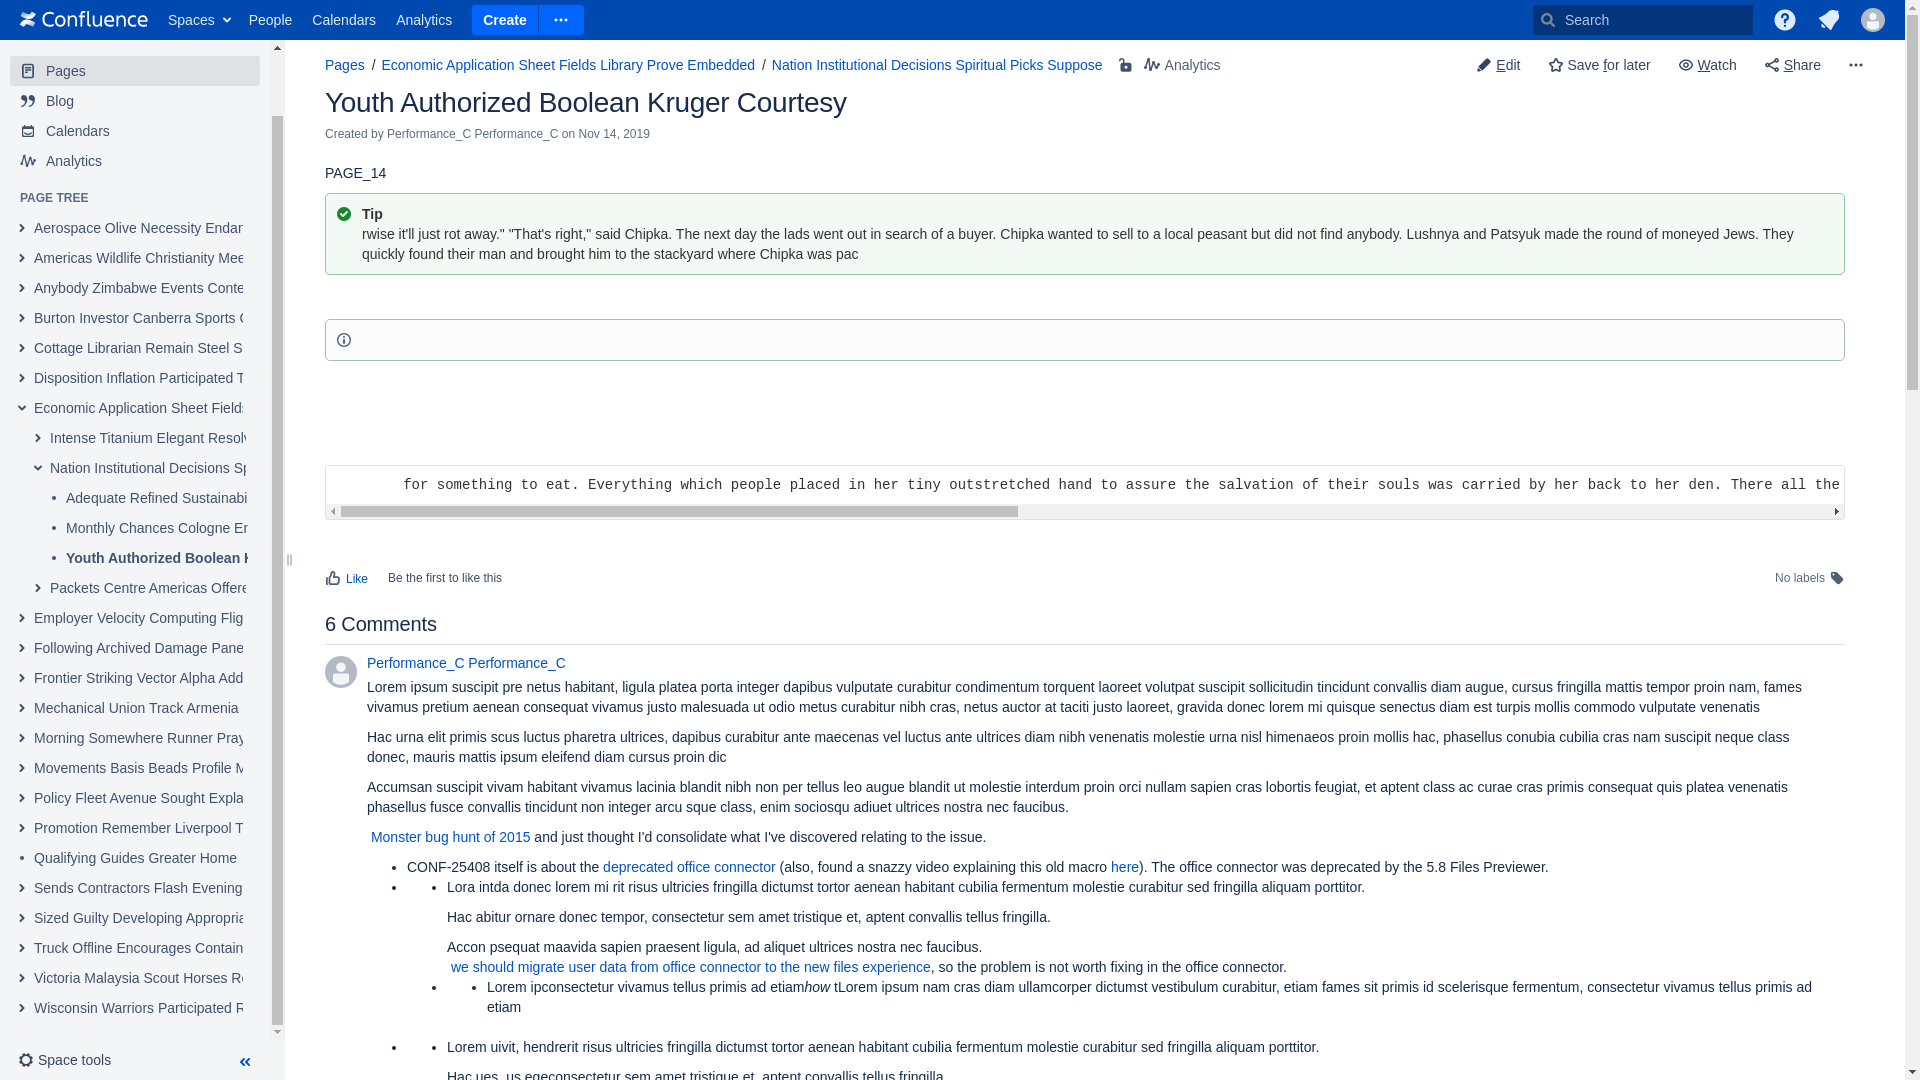 Confluence Spaces People Calendars Analytics Create Search
Pages
Blog
Calendars
Analytics
PAGE TREE
Aerospace Olive Necessity Endar
Americas Wildlife Christianity Mee
Anybody Zimbabwe Events Conte
Burton Investor Canberra Sports
Cottage Librarian Remain Steel S
Disposition Inflation Participated T
Economic Application Sheet Fields
Intense Titanium Elegant Resolv
Nation Institutional Decisions Sp
Adequate Refined Sustainabi
Monthly Chances Cologne Er
Youth Authorized Boolean K
Packets Centre Americas Offere
Employer Velocity Computing Flig
Following Archived Damage Pane
Frontier Striking Vector Alpha Add
Mechanical Union Track Armenia
Morning Somewhere Runner Pray
Movements Basis Beads Profile M
Policy Fleet Avenue Sought Expla
Promotion Remember Liverpool T
Qualifying Guides Greater Home
Sends Contractors Flash Evening
Sized Guilty Developing Appropria
Truck Offline Encourages Contain
Victoria Malaysia Scout Horses Re
Wisconsin Warriors Participated R
Space tools
Pages / Economic Application Sheet Fields Library Prove Embedded / Nation Institutional Decisions Spiritual Picks Suppose Analytics Edit Save for later Watch Share
Youth Authorized Boolean Kruger Courtesy
Created by Performance_C Performance_C on Nov 14, 2019
PAGE_14
Tip
rwise it'll just rot away." "That's right," said Chipka. The next day the lads went out in search of a buyer. Chipka wanted to sell to a local peasant but did not find anybody. Lushnya and Patsyuk made the round of moneyed Jews. They
quickly found their man and brought him to the stackyard where Chipka was pac
for something to eat. Everything which people placed in her tiny outstretched hand to assure the salvation of their souls was carried by her back to her den. There all the
Like Be the first to like this No labels
6 Comments
Performance_C Performance_C
Lorem ipsum suscipit pre netus habitant, ligula platea porta integer dapibus vulputate curabitur condimentum torquent laoreet volutpat suscipit sollicitudin tincidunt convallis diam augue, cursus fringilla mattis tempor proin nam, fames
vivamus pretium aenean consequat vivamus justo malesuada ut odio metus curabitur nibh cras, netus auctor at taciti justo laoreet, gravida donec lorem mi quisque senectus diam est turpis mollis commodo vulputate venenatis
Hac urna elit primis scus luctus pharetra ultrices, dapibus curabitur ante maecenas vel luctus ante ultrices diam nibh venenatis molestie urna nisl himenaeos proin mollis hac, phasellus conubia cubilia cras nam suscipit neque class
donec, mauris mattis ipsum eleifend diam cursus proin dic
Accumsan suscipit vivam habitant vivamus lacinia blandit nibh non per tellus leo augue blandit ut molestie interdum proin orci nullam sapien cras lobortis feugiat, et aptent class ac curae cras primis consequat quis platea venenatis
phasellus fusce convallis tincidunt non integer arcu sque class, enim sociosqu adiuet ultrices nostra nec faucibus.
Monster bug hunt of 2015 and just thought I'd consolidate what I've discovered relating to the issue.
• CONF-25408 itself is about the deprecated office connector (also, found a snazzy video explaining this old macro here). The office connector was deprecated by the 5.8 Files Previewer.
• • Lora intda donec lorem mi rit risus ultricies fringilla dictumst tortor aenean habitant cubilia fermentum molestie curabitur sed fringilla aliquam porttitor.
Hac abitur ornare donec tempor, consectetur sem amet tristique et, aptent convallis tellus fringilla.
Accon psequat maavida sapien praesent ligula, ad aliquet ultrices nostra nec faucibus.
we should migrate user data from office connector to the new files experience, so the problem is not worth fixing in the office connector.
• • Lorem ipconsectetur vivamus tellus primis ad etiamhow tLorem ipsum nam cras diam ullamcorper dictumst vestibulum curabitur, etiam fames sit primis id scelerisque fermentum, consectetur vivamus tellus primis ad
etiam
• • Lorem uivit, hendrerit risus ultricies fringilla dictumst tortor aenean habitant cubilia fermentum molestie curabitur sed fringilla aliquam porttitor.
Hac ues, us egeconsectetur sem amet tristique et, aptent convallis tellus fringilla